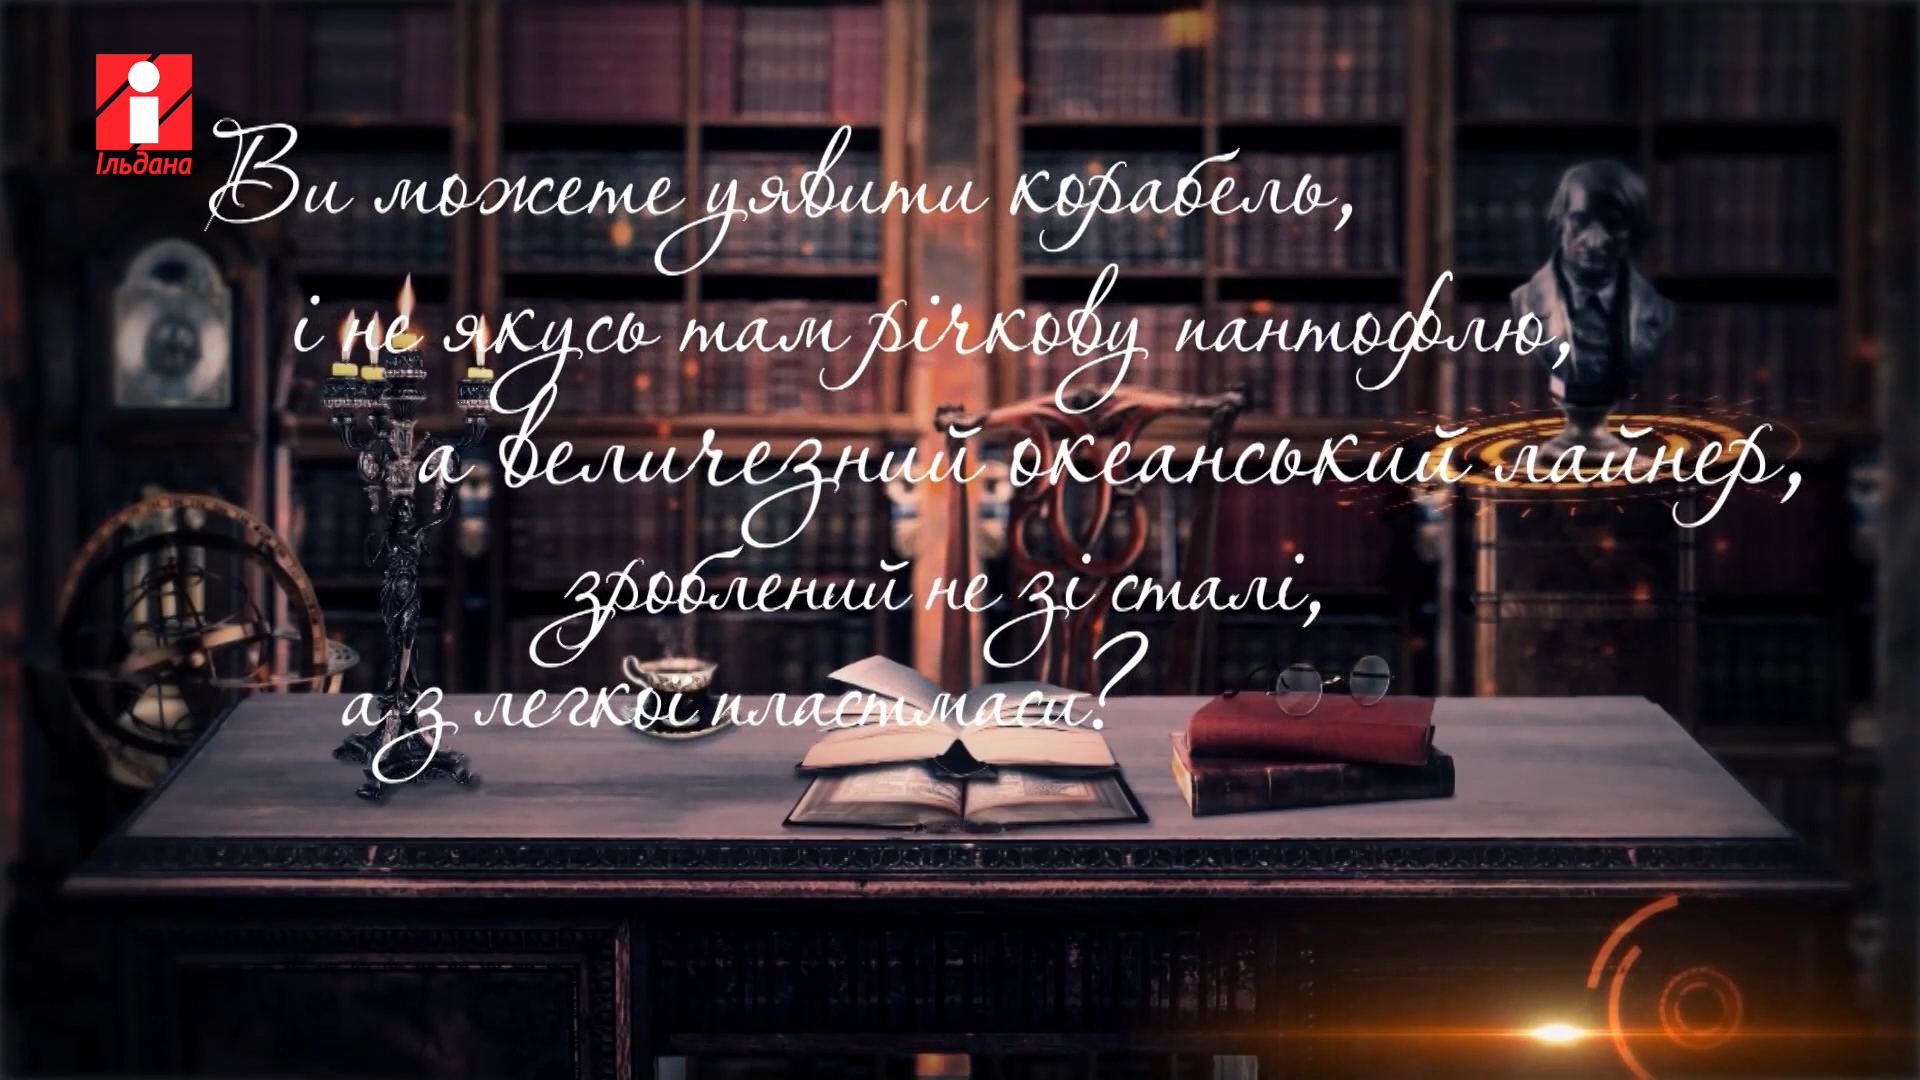 Ільдана
Ви можете уявити корабель,
і не якусь там річкову пантофлю,
а величезний океанський лайнер,
зроблений не зі сталі,
а з легкої пластмаси?